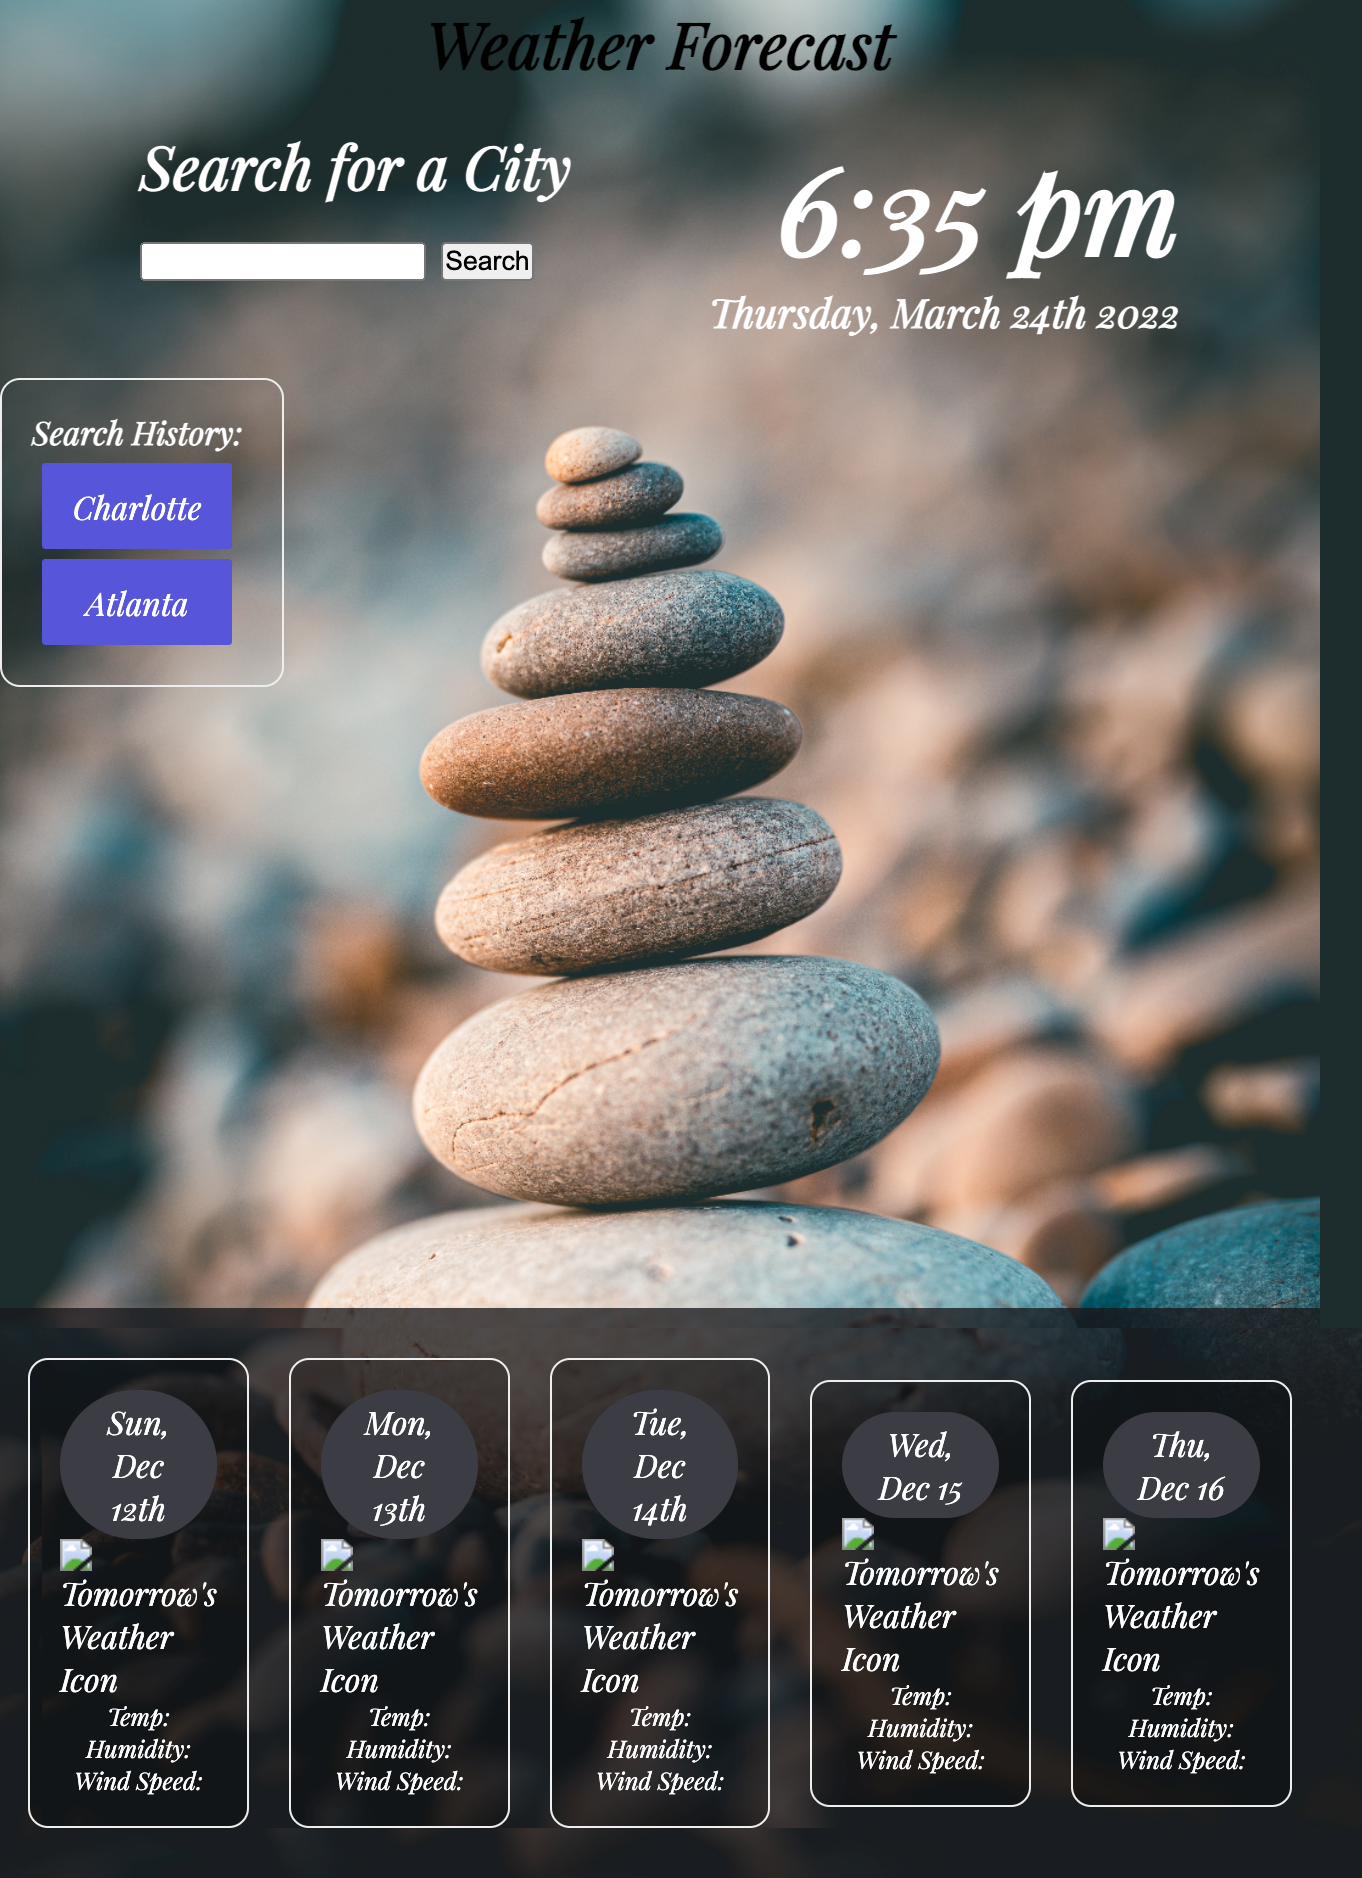 Weather Forecast
Search for a City
Search
6:35 pm
Thursday, March 24th 2022
Search History:
Charlotte
Atlanta
Sun,
Dec
12th
Tomorrow's
Weather
Icon
Temp:
Humidity:
Wind Speed:
Mon,
Dec
13th
Tomorrow's
Weather
Icon
Temp:
Humidity:
Wind Speed:
Tue,
Dec
14th
Tomorrow's
Weather
Icon
Temp:
Humidity:
Wind Speed:
Wed,
Dec 15
Tomorrow's
Weather
Icon
Temp:
Humidity:
Wind Speed:
Thu,
Dec 16
Tomorrow's
Weather
Icon
Temp:
Humidity:
Wind Speed: